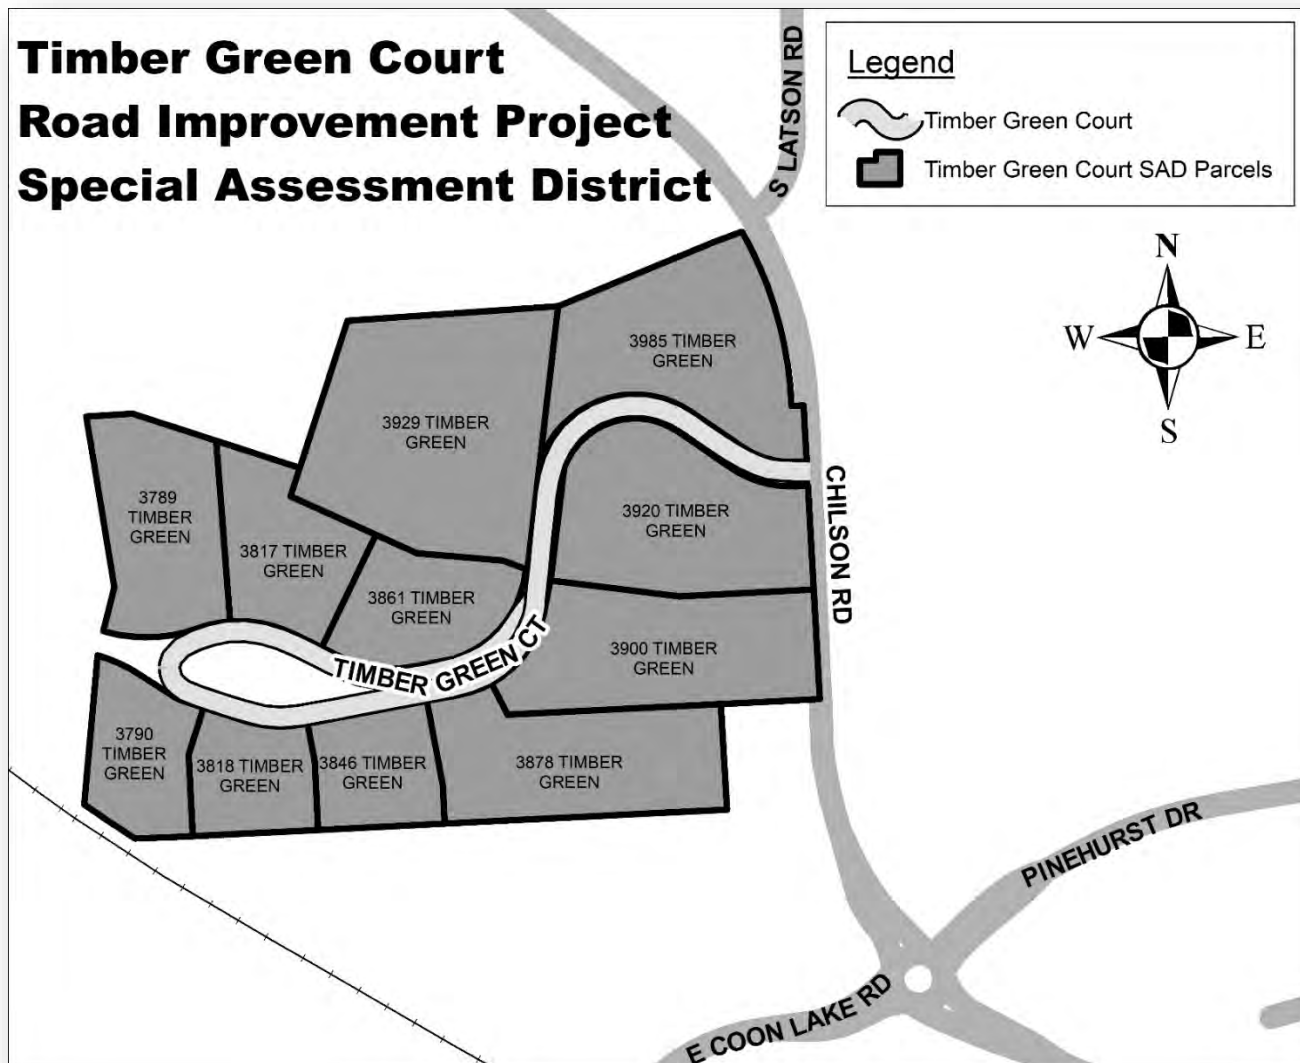 Timber Green Court
Road Improvement Project
Special Assessment District
S LATSON RD
Legend
Timber Green Court
Timber Green Court SAD Parcels
N
W
E
S
3985 TIMBER
GREEN
3929 TIMBER
GREEN
3789
TIMBER
GREEN
3817 TIMBER
GREEN
3920 TIMBER
GREEN
CHILSON RD
3861 TIMBER
GREEN
3900 TIMBER
GREEN
TIMBER GREEN CT
3790
TIMBER
GREEN
3818 TIMBER
GREEN
3846 TIMBER
GREEN
3878 TIMBER
GREEN
PINEHURST DR
E COON LAKE RD